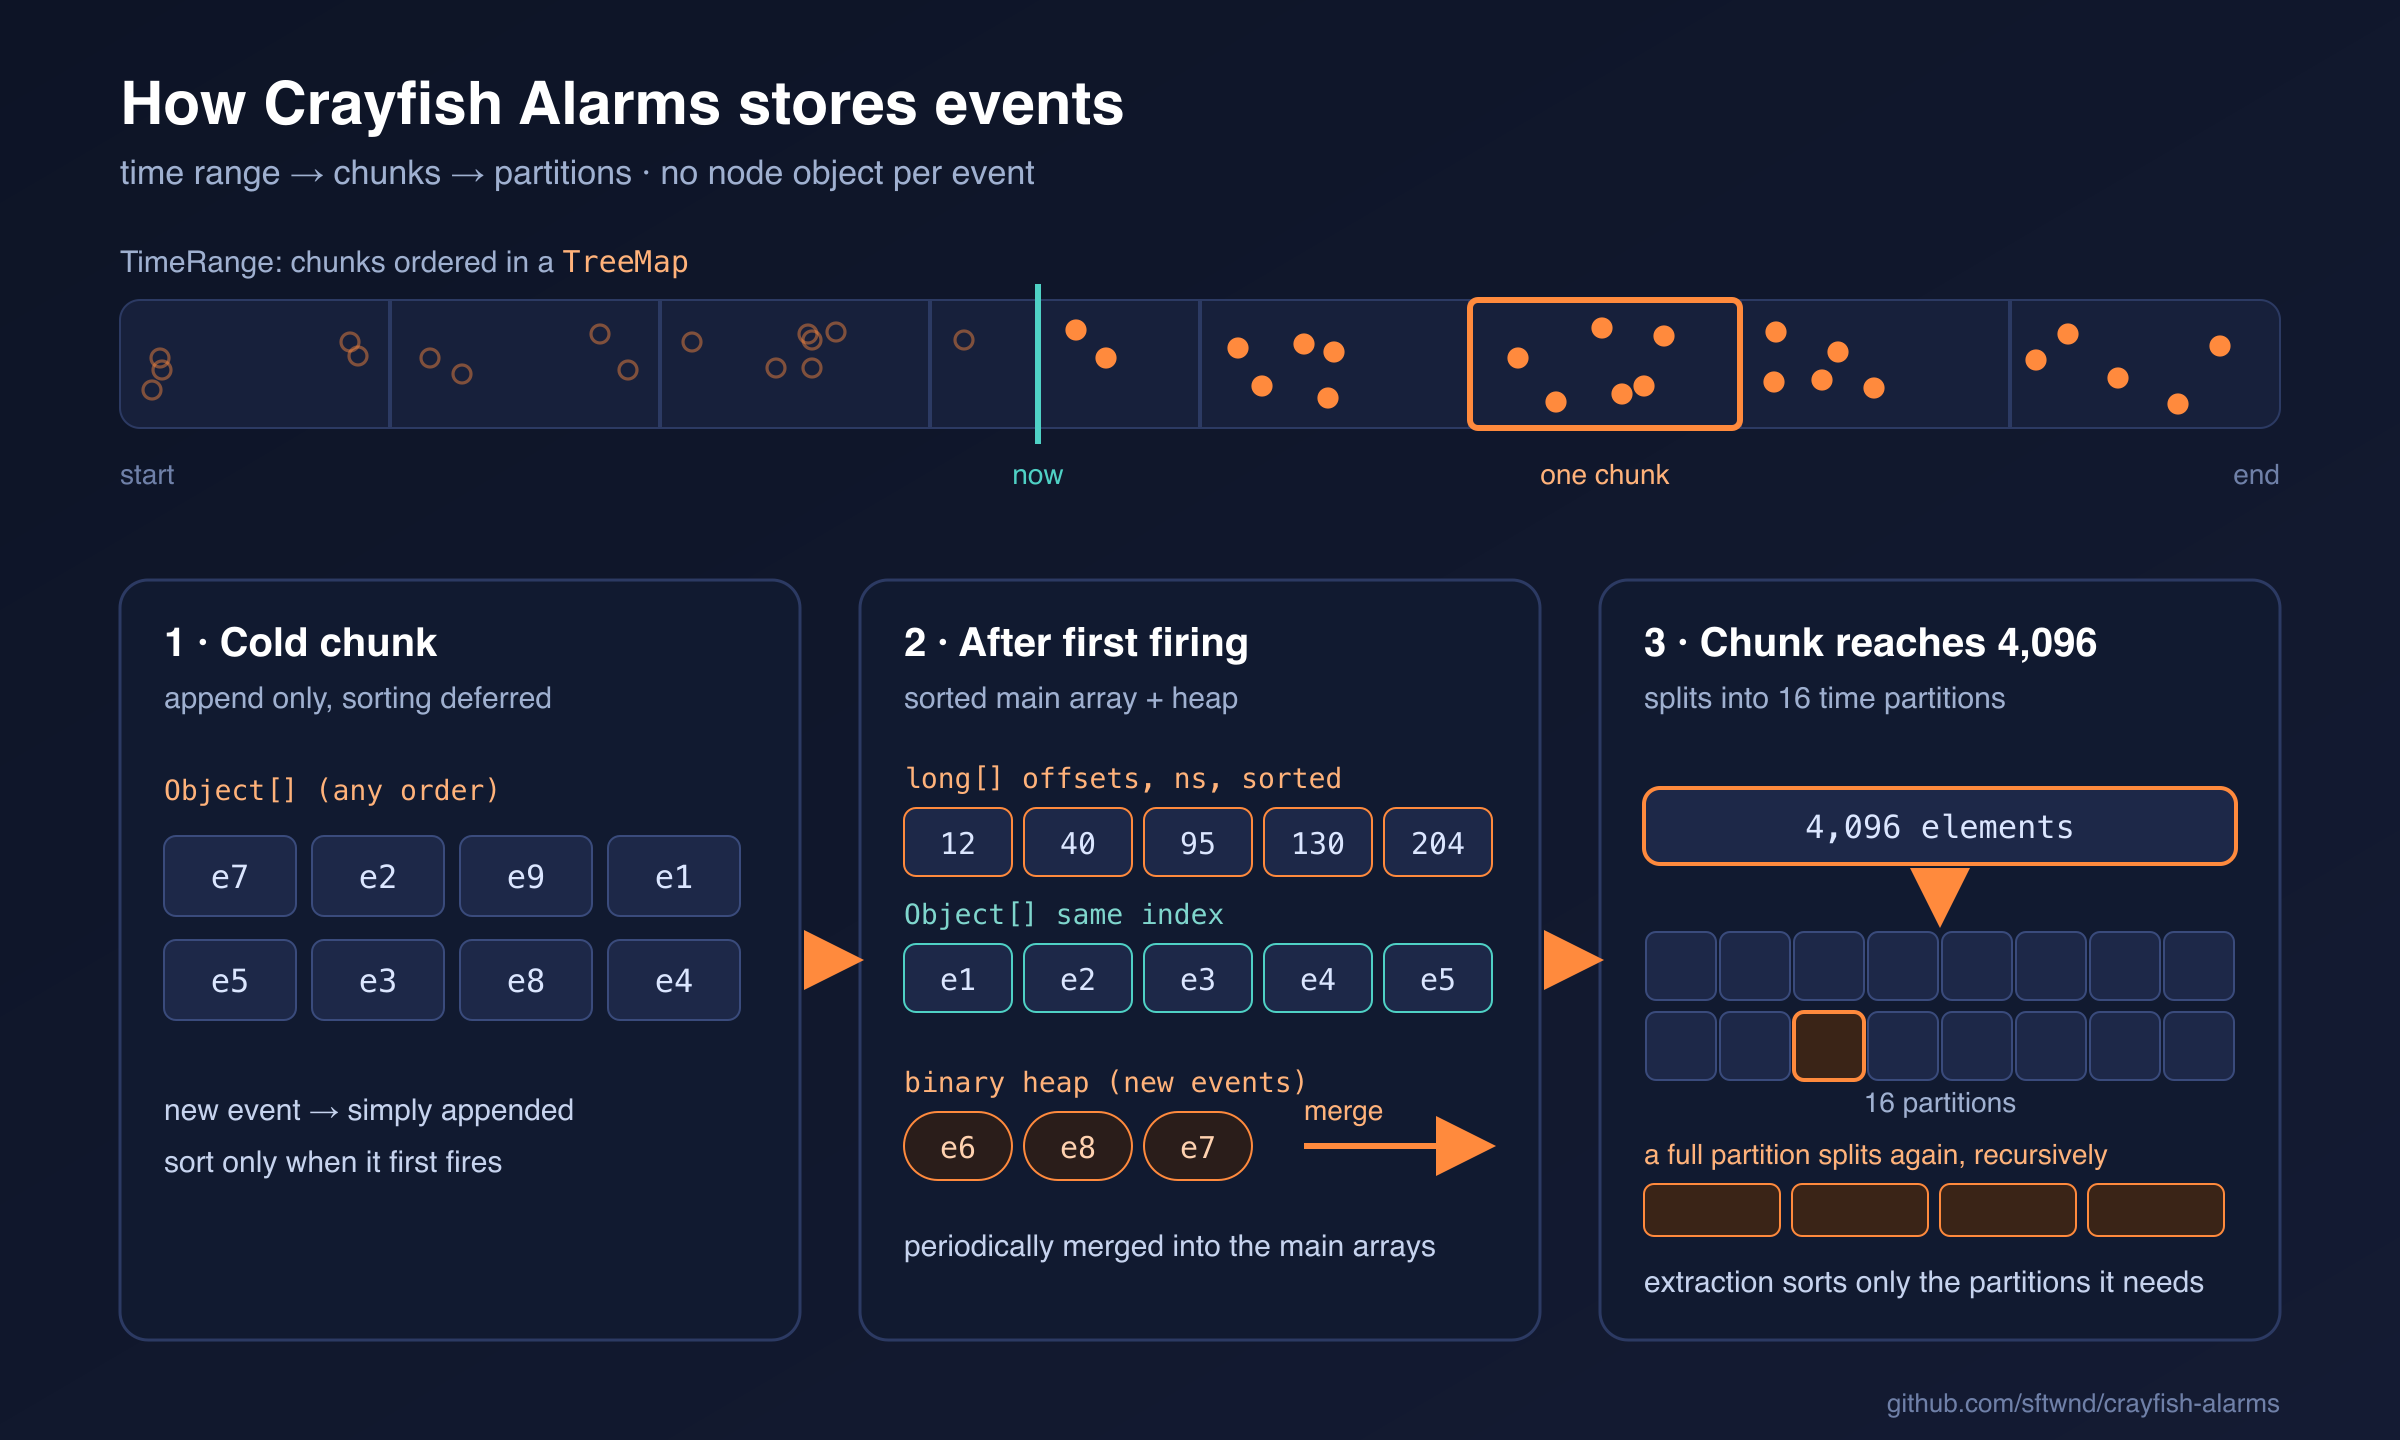 How Crayfish Alarms stores events
time range → chunks → partitions · no node object per event
TimeRange: chunks ordered in a TreeMap
start
now
one chunk
end
1 · Cold chunk
append only, sorting deferred
Object[] (any order)
e7 e2 e9 e1
e5 e3 e8 e4
new event → simply appended
sort only when it first fires
2 · After first firing
sorted main array + heap
long[] offsets, ns, sorted
12 40 95 130 204
Object[] same index
e1 e2 e3 e4 e5
binary heap (new events)
merge
e6 e8 e7
periodically merged into the main arrays
3 · Chunk reaches 4,096
splits into 16 time partitions
4,096 elements
16 partitions
a full partition splits again, recursively
extraction sorts only the partitions it needs
github.com/sftwnd/crayfish-alarms